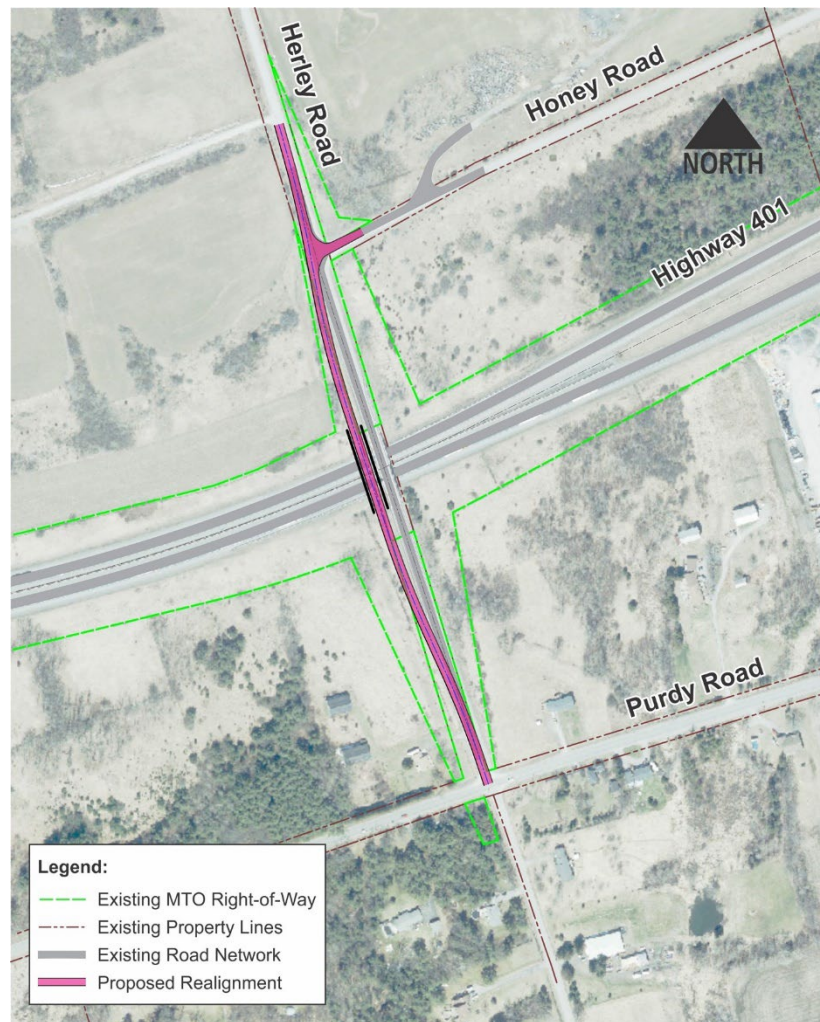 Herley Road
Honey Road
NORTH
Highway 401
Purdy Road
Legend:
Existing MTO Right-of-Way
Existing Property Lines
Existing Road Network
Proposed Realignment